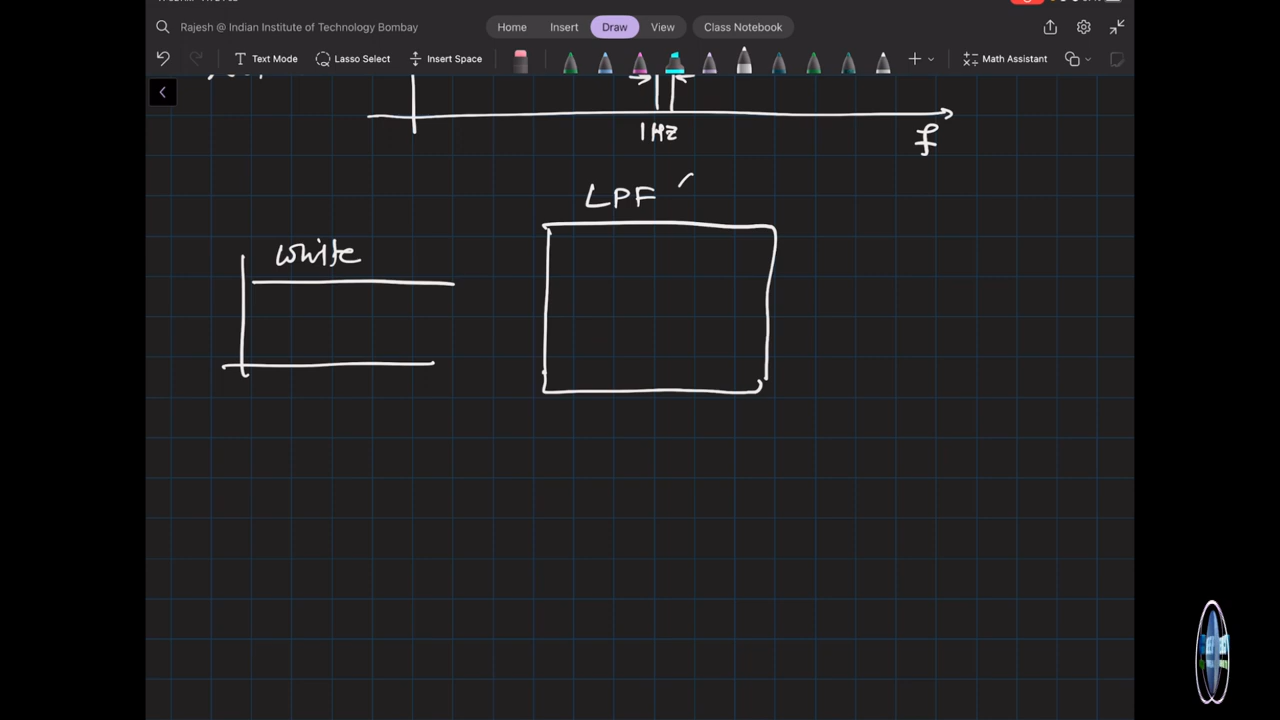 Rajesh @ Indian Institute of Technology Bombay
Home Insert Draw View Class Notebook
Text Mode Lasso Select Insert Space Math Assistant
1Hz
f
LPF
white